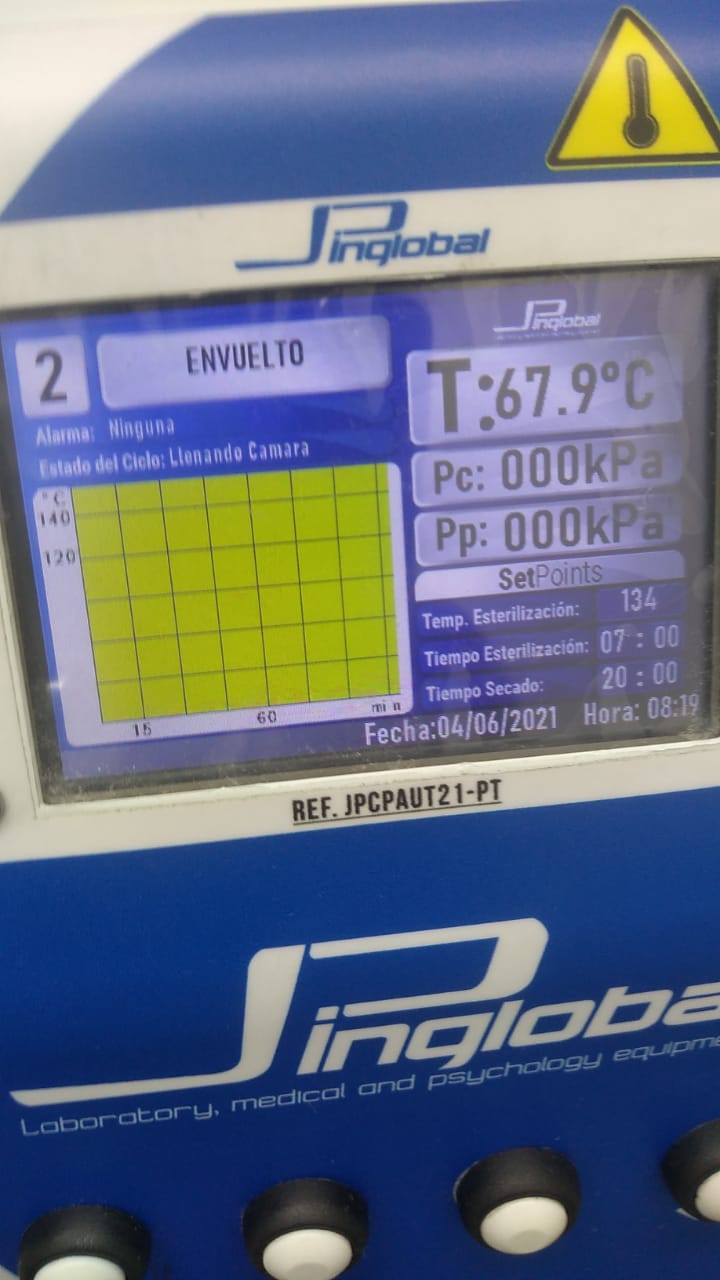 JPinglobal
JPinglobal
2 ENVUELTO
T:67.9°C
Alarma: Ninguna
Estado del Ciclo: Llenando Camara
Pc: 000kPa
Pp: 000kPa
°C
140
120
15 60 min
SetPoints
Temp. Esterilización: 134
Tiempo Esterilización: 07 : 00
Tiempo Secado: 20 : 00
Fecha:04/06/2021 Hora: 08:19
REF. JPCPAUT21-PT
JPinglobal
Laboratory, medical and psychology equipme